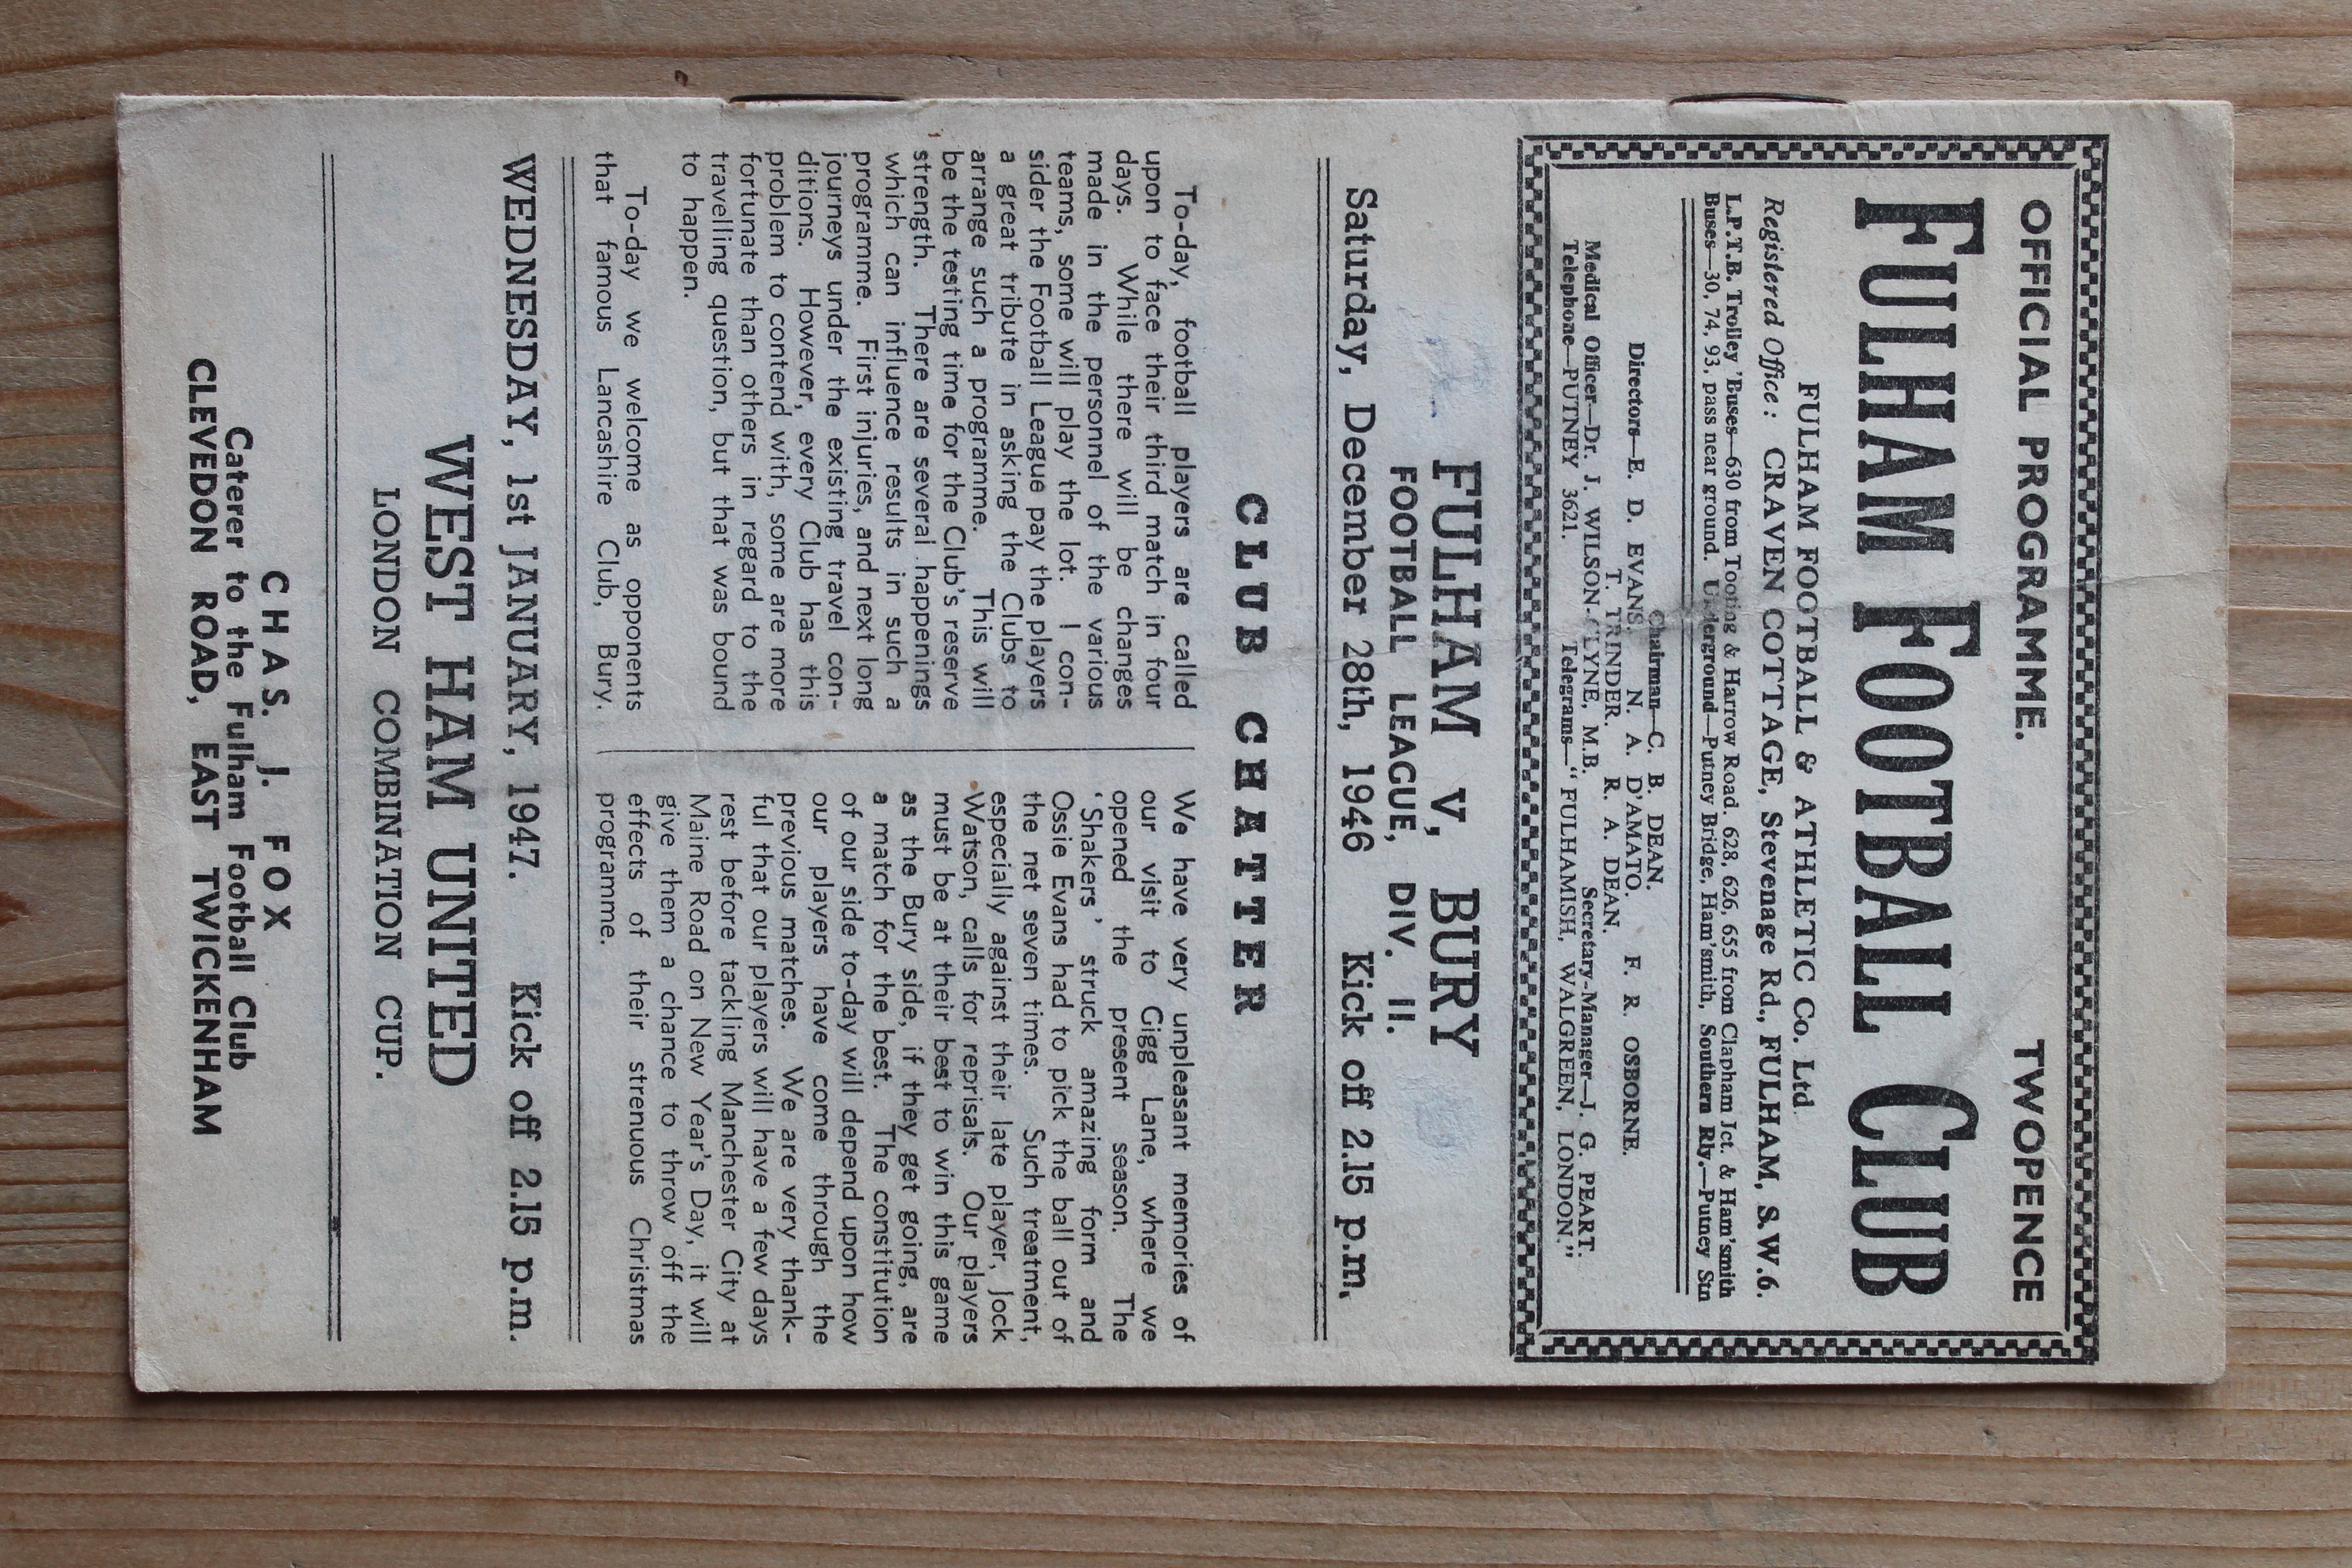 OFFICIAL PROGRAMME. TWOPENCE
FULHAM FOOTBALL CLUB
FULHAM FOOTBALL & ATHLETIC Co. Ltd
Registered Office: CRAVEN COTTAGE, Stevenage Rd., FULHAM, S.W.6.
L.P.T.B. Trolley 'Buses—630 from Tooting & Harrow Road. 628, 626, 655 from Clapham Jct. & Ham'smith
Buses—30, 74, 93, pass near ground. Underground—Putney Bridge, Ham'smith, Southern Rly.—Putney Stn
Chairman—C. B. DEAN.
Directors—E. D. EVANS. N. A. D'AMATO. F. R. OSBORNE.
T. TRINDER. R. A. DEAN.
Medical Officer—Dr. J. WILSON-CLYNE, M.B. Secretary-Manager—J. G. PEART.
Telephone—PUTNEY 3621. Telegrams—"FULHAMISH, WALGREEN, LONDON."
FULHAM v, BURY
FOOTBALL LEAGUE, DIV. II.
Saturday, December 28th, 1946 Kick off 2.15 p.m.
CLUB CHATTER
To-day, football players are called
upon to face their third match in four
days. While there will be changes
made in the personnel of the various
teams, some will play the lot. I con-
sider the Football League pay the players
a great tribute in asking the Clubs to
arrange such a programme. This will
be the testing time for the Club's reserve
strength. There are several happenings
which can influence results in such a
programme. First injuries, and next long
journeys under the existing travel con-
ditions. However, every Club has this
problem to contend with, some are more
fortunate than others in regard to the
travelling question, but that was bound
to happen.
To-day we welcome as opponents
that famous Lancashire Club, Bury.
We have very unpleasant memories of
our visit to Gigg Lane, where we
opened the present season. The
'Shakers' struck amazing form and
Ossie Evans had to pick the ball out of
the net seven times. Such treatment,
especially against their late player, Jock
Watson, calls for reprisals. Our players
must be at their best to win this game
as the Bury side, if they get going, are
a match for the best. The constitution
of our side to-day will depend upon how
our players have come through the
previous matches. We are very thank-
ful that our players will have a few days
rest before tackling Manchester City at
Maine Road on New Year's Day, it will
give them a chance to throw off the
effects of their strenuous Christmas
programme.
WEDNESDAY, 1st JANUARY, 1947. Kick off 2.15 p.m.
WEST HAM UNITED
LONDON COMBINATION CUP.
CHAS. J. FOX
Caterer to the Fulham Football Club
CLEVEDON ROAD, EAST TWICKENHAM